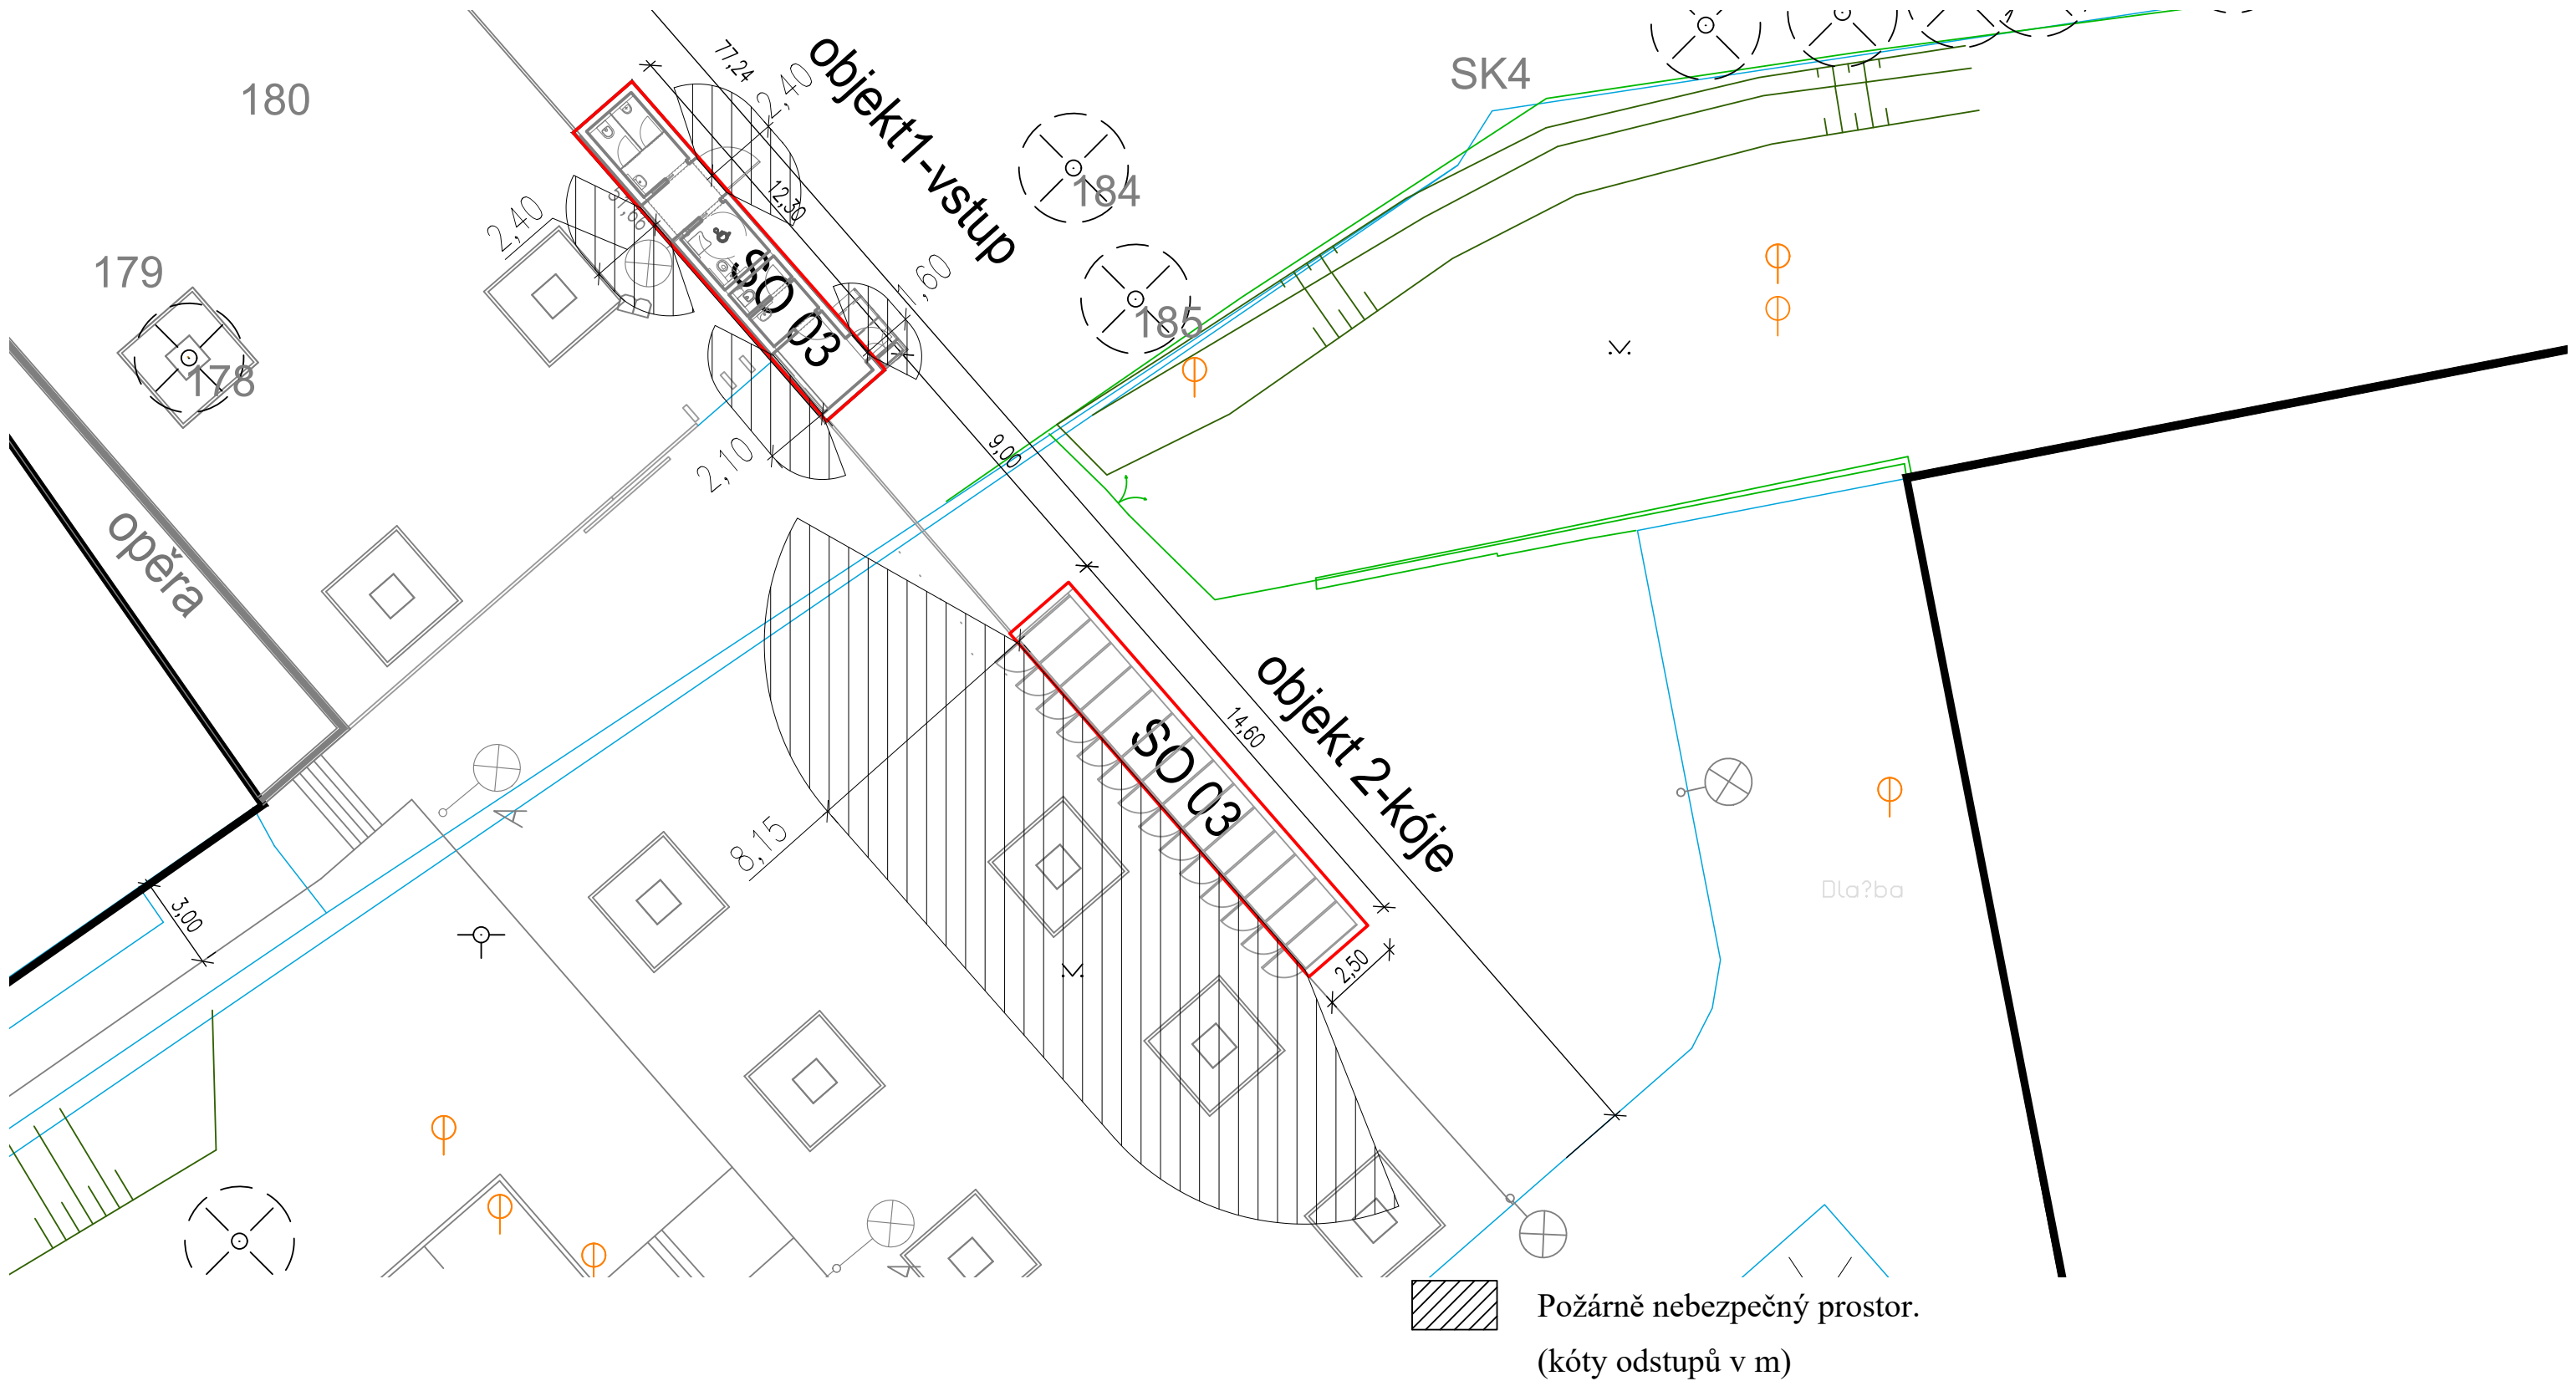 180
77,24
2,40
objekt1-vstup
SK4
184
12,30
2,40
179
1,60
SO 03
185
178
9,00
2,10
opěra
objekt 2-kóje
14,60
SO 03
8,15
A
Dla?ba
3,00
2,50
A
Požárně nebezpečný prostor.
(kóty odstupů v m)